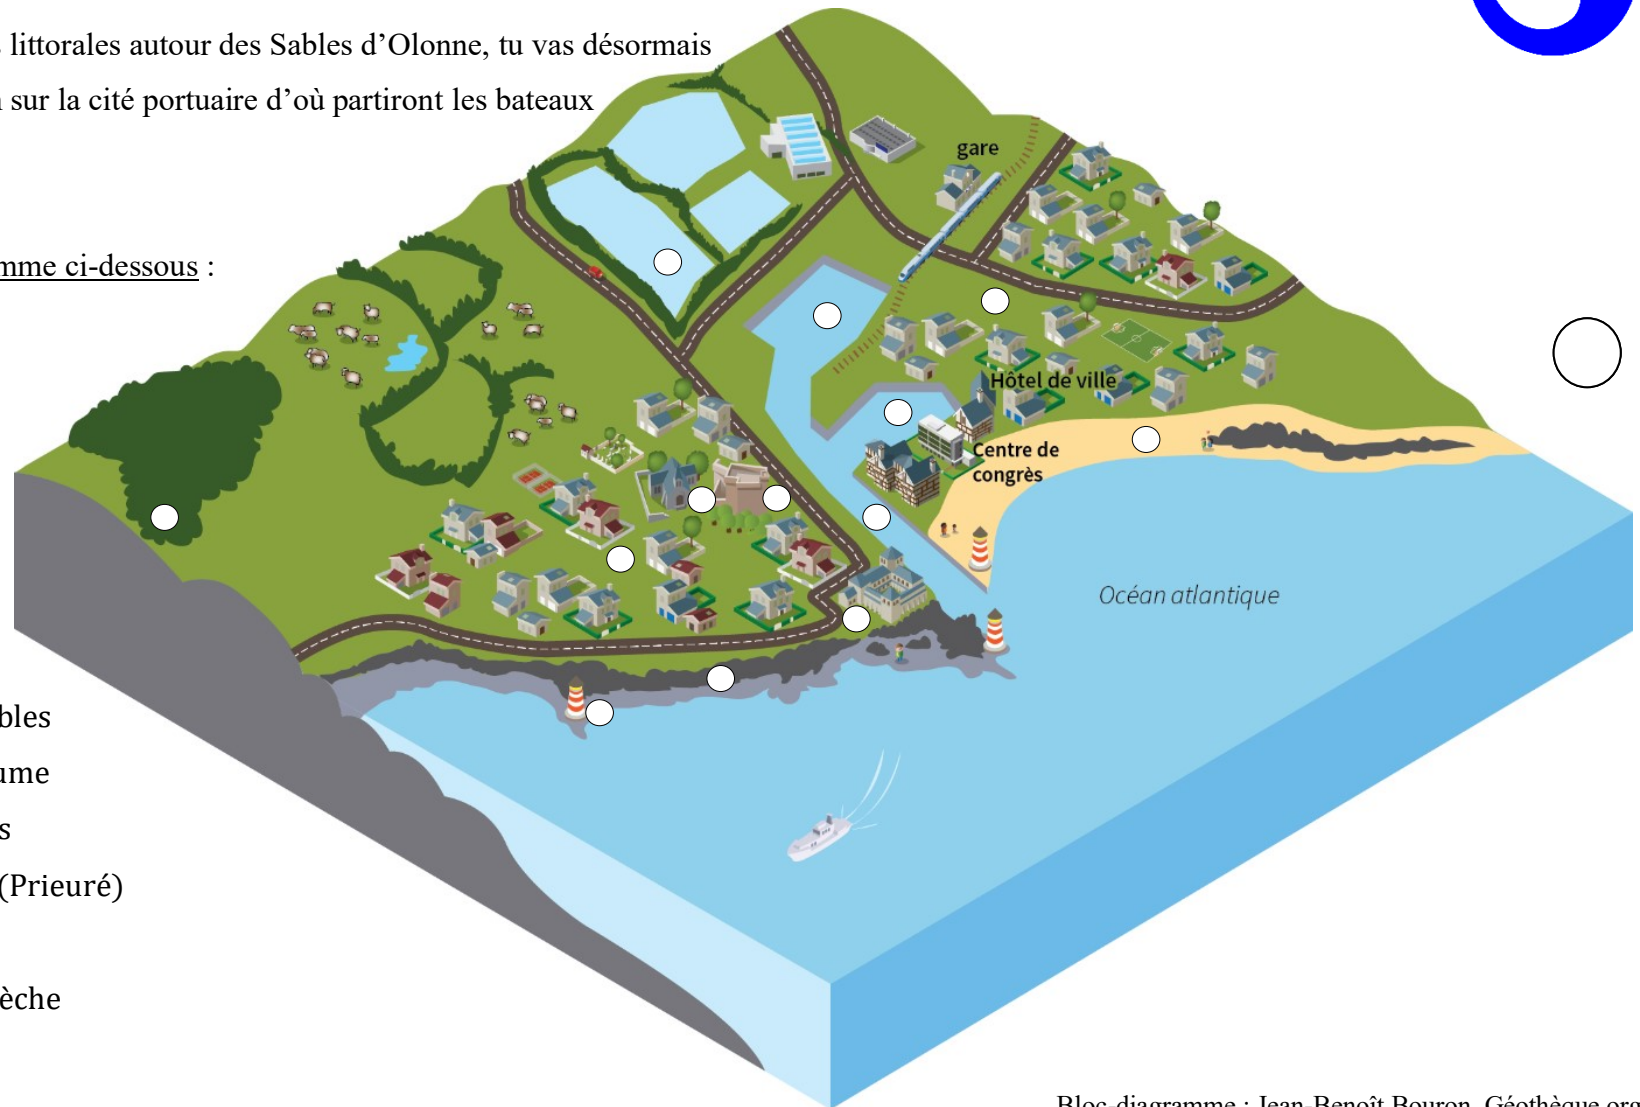 littorales autour des Sables d’Olonne, tu vas désormais
sur la cité portuaire d’où partiront les bateaux
gare
mme ci-dessous :
Hôtel de ville
Centre de
congrès
Océan atlantique
bles
ume
s
(Prieuré)
èche
Bloc-diagramme : Jean-Benoît Bouron, Géothèque.org